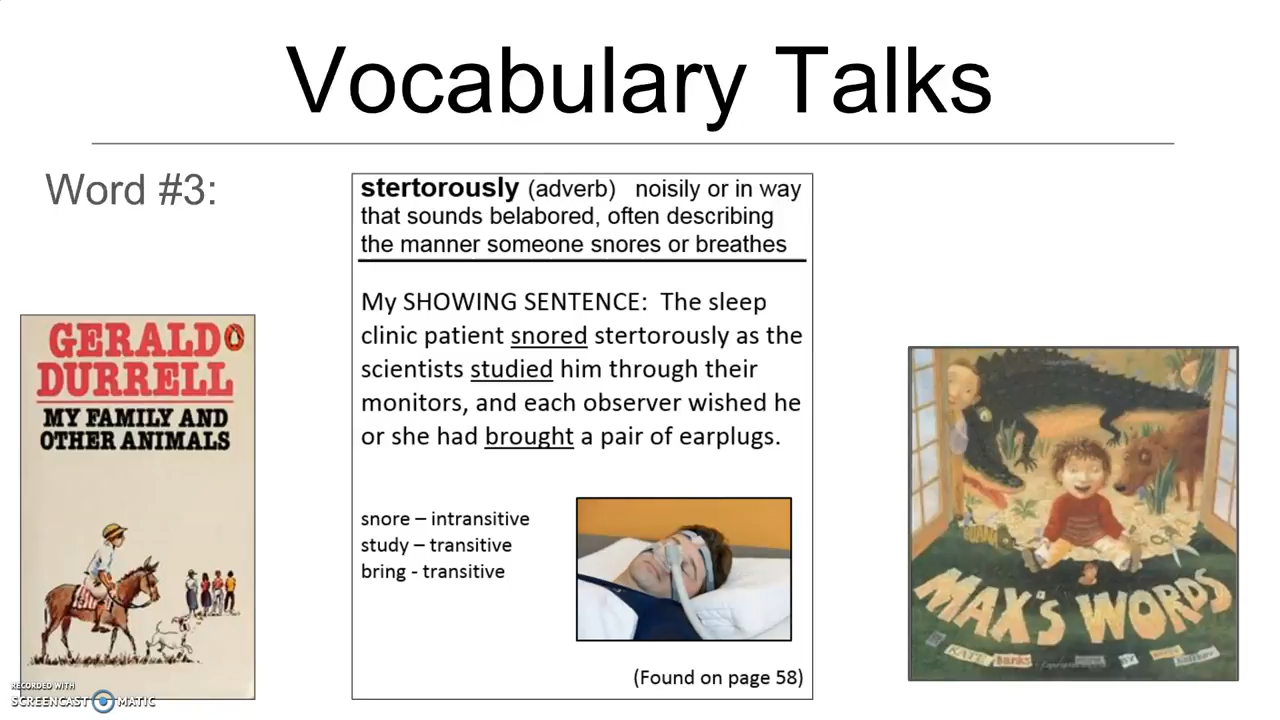 Vocabulary Talks
Word #3:
stertorously (adverb) noisily or in way
that sounds belabored, often describing
the manner someone snores or breathes
My SHOWING SENTENCE: The sleep
clinic patient snored stertorously as the
scientists studied him through their
monitors, and each observer wished he
or she had brought a pair of earplugs.
snore – intransitive
study – transitive
bring - transitive
(Found on page 58)
GERALD
DURRELL
MY FAMILY AND
OTHER ANIMALS
MAX'S WORDS
KATE BANKS
BY
RECORDED WITH
SCREENCAST MATIC